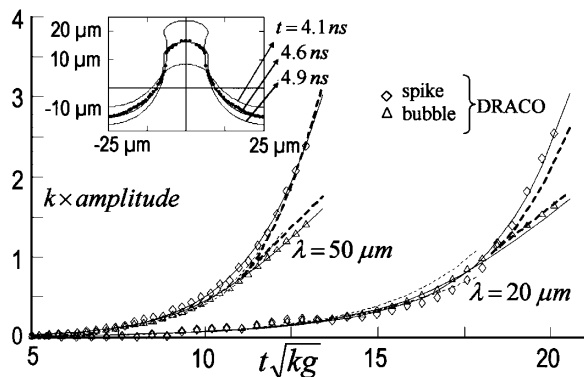 4
3
2
1
0
5
10
15
20
t√kg
k × amplitude
20 µm
10 µm
-10 µm
-25 µm
25 µm
t = 4.1 ns
4.6 ns
4.9 ns
spike
bubble
DRACO
λ = 50 µm
λ = 20 µm